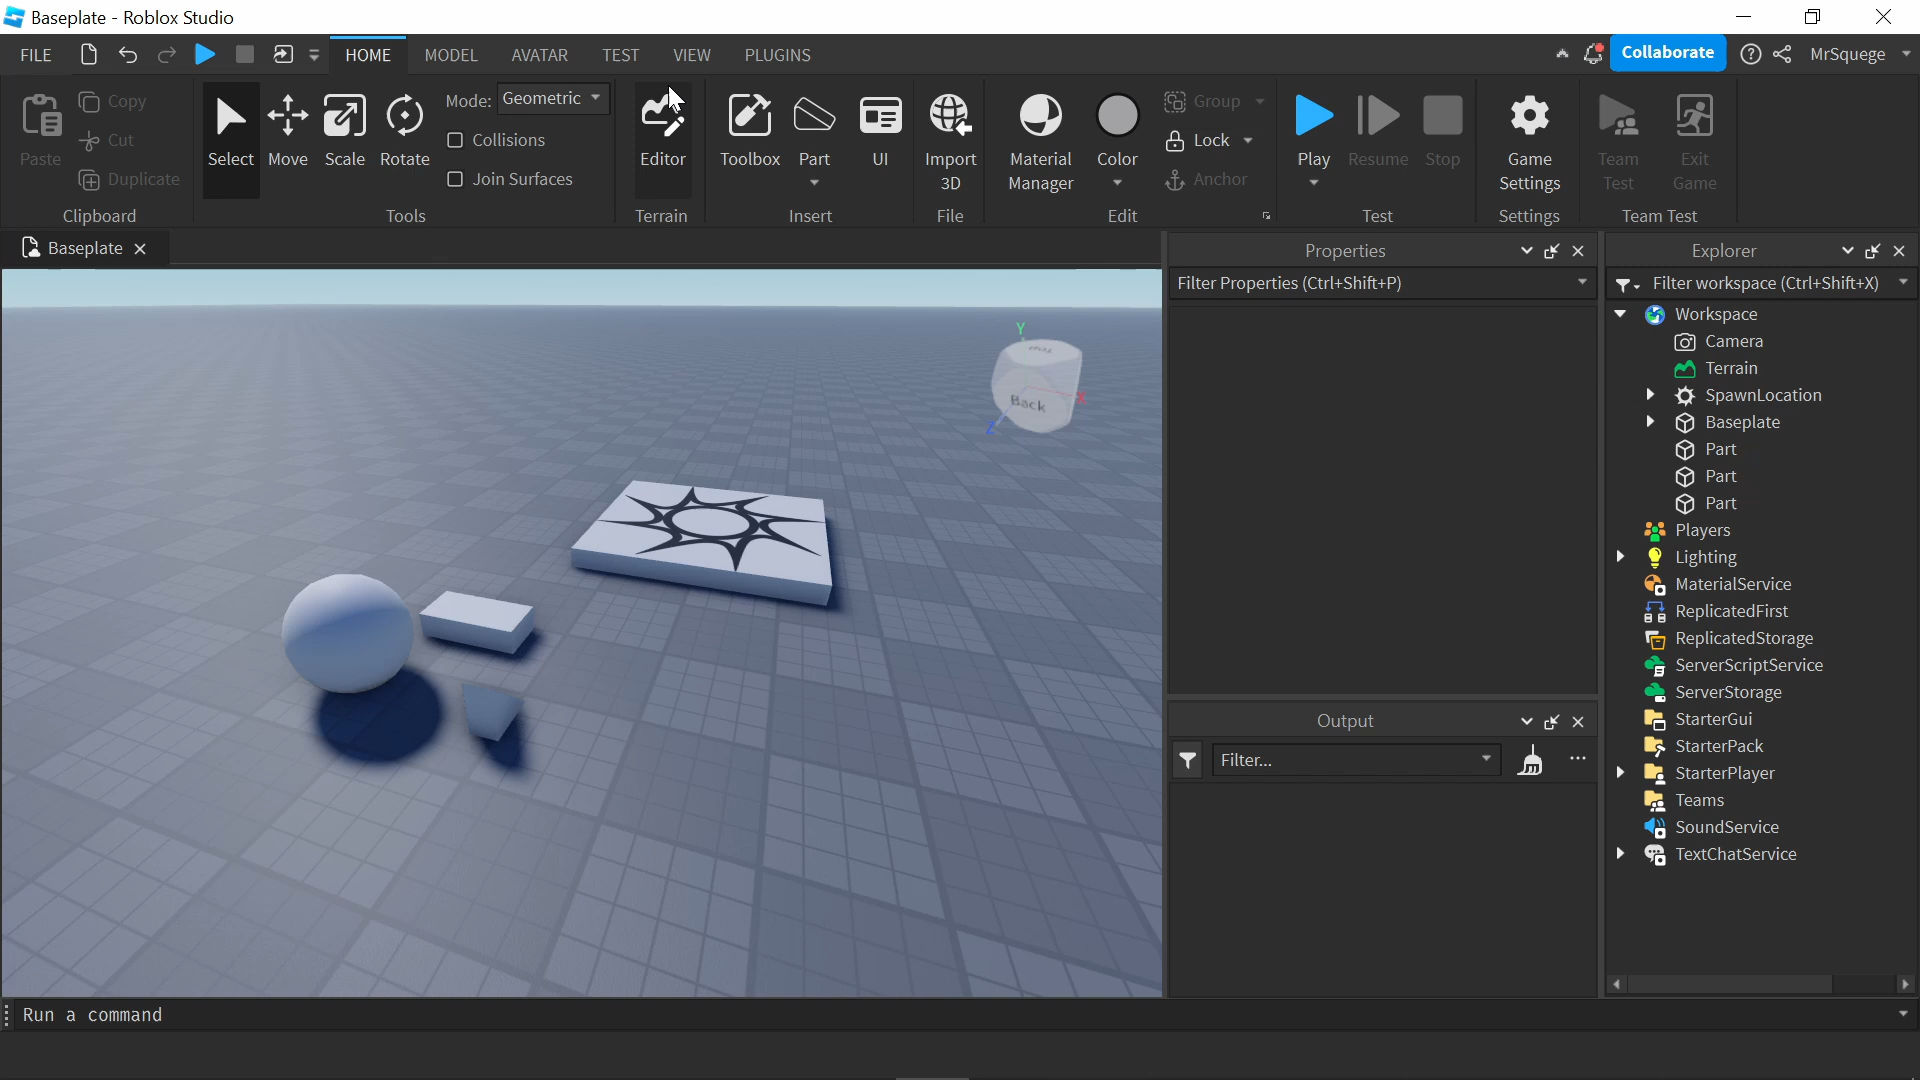 Baseplate - Roblox Studio
FILE HOME MODEL AVATAR TEST VIEW PLUGINS Collaborate MrSquege
Paste
Copy
Cut
Duplicate
Clipboard
Select Move Scale Rotate
Mode: Geometric
Collisions
Join Surfaces
Tools
Editor
Terrain
Toolbox Part UI
Insert
Import
3D
File
Material
Manager
Color
Group
Lock
Anchor
Edit
Play Resume Stop
Test
Game
Settings
Settings
Team
Test
Exit
Game
Team Test
Baseplate
Y
Top
Back
X
Z
Properties
Filter Properties (Ctrl+Shift+P)
Output
Filter...
Explorer
Filter workspace (Ctrl+Shift+X)
Workspace
Camera
Terrain
SpawnLocation
Baseplate
Part
Part
Part
Players
Lighting
MaterialService
ReplicatedFirst
ReplicatedStorage
ServerScriptService
ServerStorage
StarterGui
StarterPack
StarterPlayer
Teams
SoundService
TextChatService
Run a command